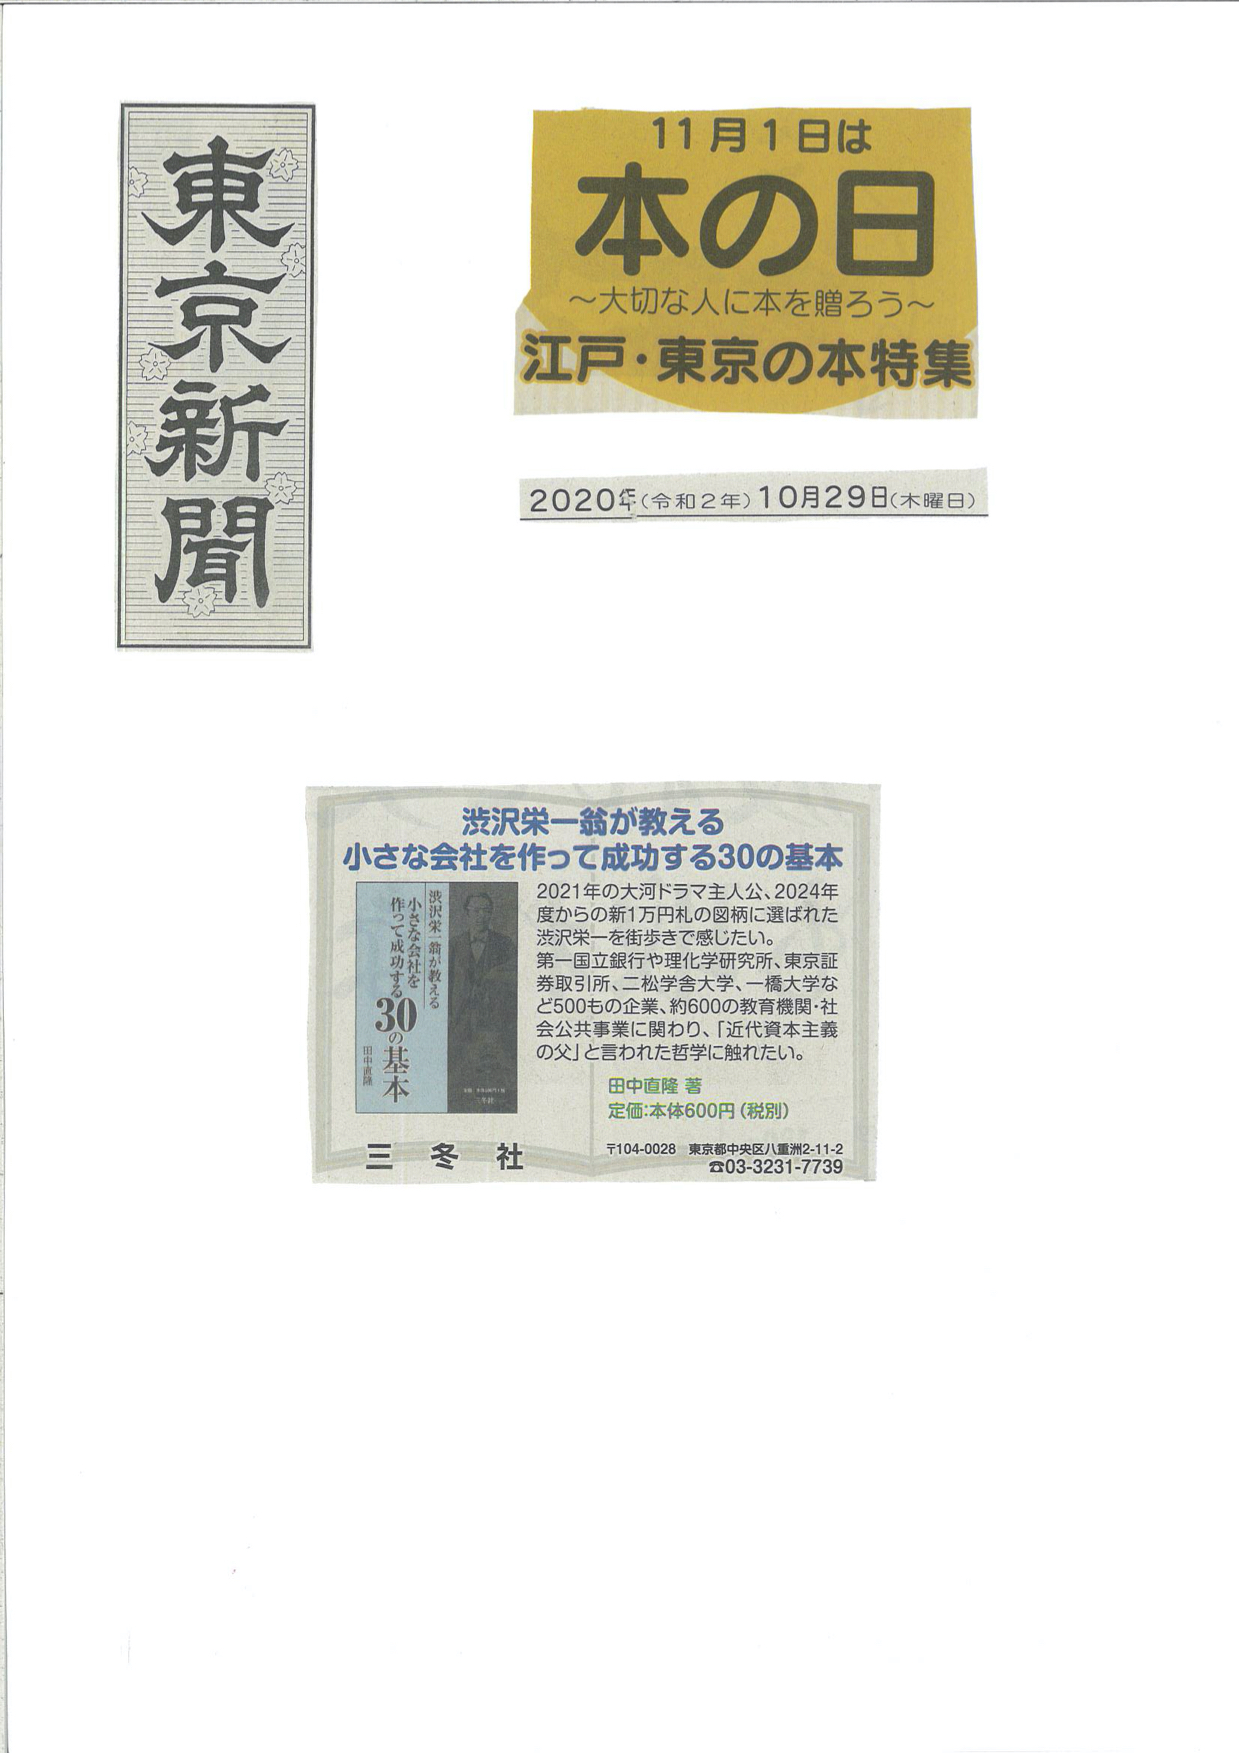 東京新聞
11月1日は
本の日
～大切な人に本を贈ろう～
江戸・東京の本特集
2020年(令和2年)10月29日(木曜日)
渋沢栄一翁が教える
小さな会社を作って成功する30の基本
渋沢栄一翁が教える
小さな会社を
作って成功する
30の基本
田中直隆
三冬社
2021年の大河ドラマ主人公、2024年
度からの新1万円札の図柄に選ばれた
渋沢栄一を街歩きで感じたい。
第一国立銀行や理化学研究所、東京証
券取引所、二松学舎大学、一橋大学な
ど500もの企業、約600の教育機関・社
会公共事業に関わり、「近代資本主義
の父」と言われた哲学に触れたい。
田中直隆 著
定価:本体600円(税別)
三 冬 社
〒104-0028 東京都中央区八重洲2-11-2
☎03-3231-7739